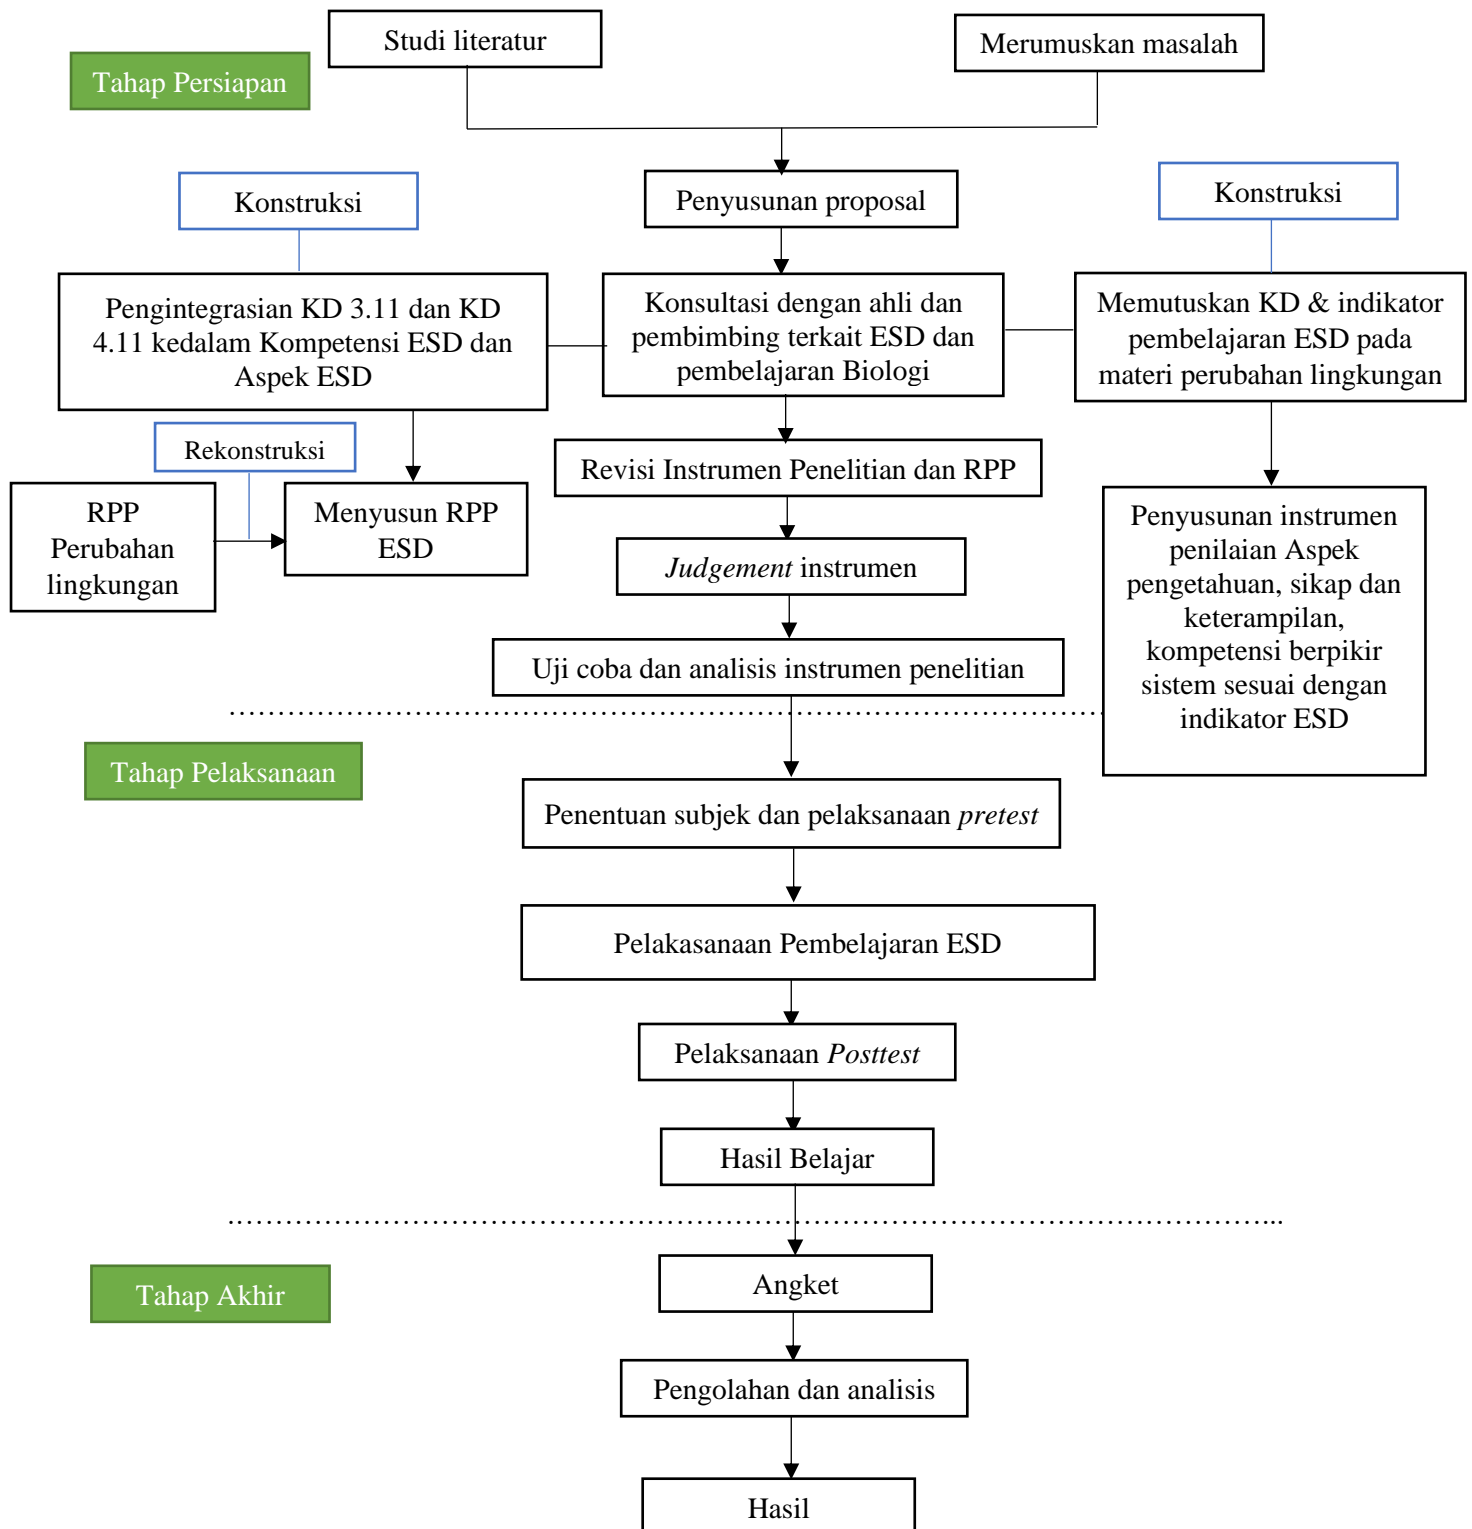 Studi literatur
Merumuskan masalah
Tahap Persiapan
Konstruksi
Penyusunan proposal
Konstruksi
Pengintegrasian KD 3.11 dan KD
4.11 kedalam Kompetensi ESD dan
Aspek ESD
Konsultasi dengan ahli dan
pembimbing terkait ESD dan
pembelajaran Biologi
Memutuskan KD & indikator
pembelajaran ESD pada
materi perubahan lingkungan
Rekonstruksi
Revisi Instrumen Penelitian dan RPP
RPP
Perubahan
lingkungan
Menyusun RPP
ESD
Judgement instrumen
Penyusunan instrumen
penilaian Aspek
pengetahuan, sikap dan
keterampilan,
kompetensi berpikir
sistem sesuai dengan
indikator ESD
Uji coba dan analisis instrumen penelitian
Tahap Pelaksanaan
Penentuan subjek dan pelaksanaan pretest
Pelakasanaan Pembelajaran ESD
Pelaksanaan Posttest
Hasil Belajar
Tahap Akhir
Angket
Pengolahan dan analisis
Hasil